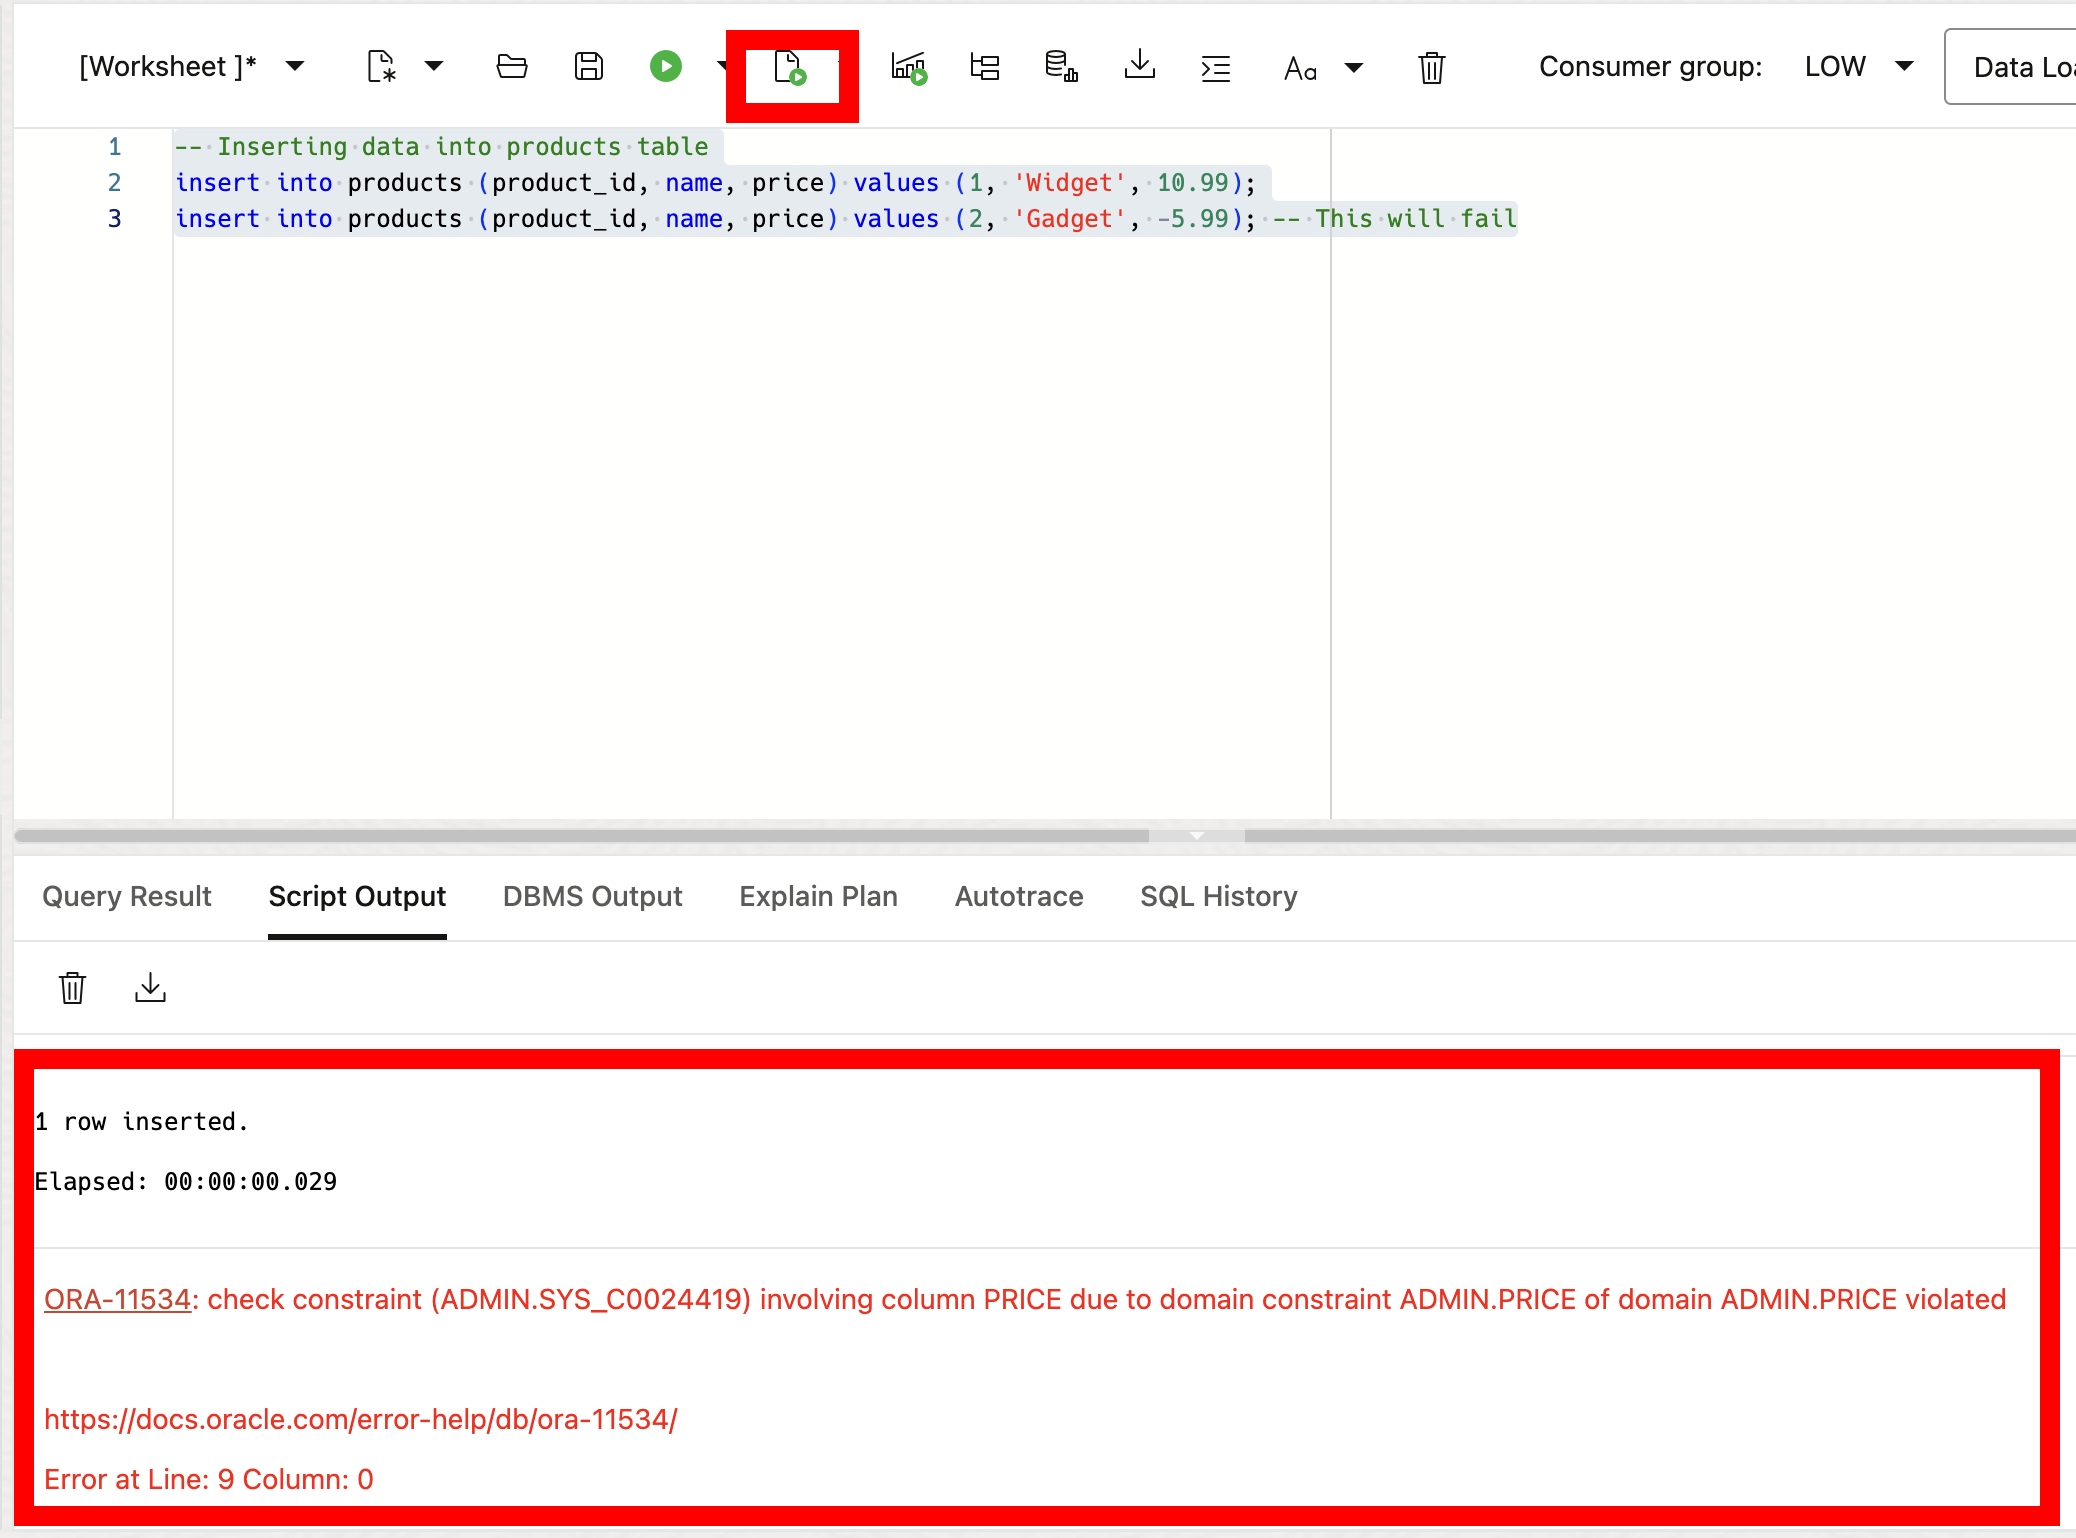 [Worksheet ]*
Aa
Consumer group: LOW
Data Loa
1 -- Inserting data into products table
2 insert into products (product_id, name, price) values (1, 'Widget', 10.99);
3 insert into products (product_id, name, price) values (2, 'Gadget', -5.99); -- This will fail
Query Result Script Output DBMS Output Explain Plan Autotrace SQL History
1 row inserted.
Elapsed: 00:00:00.029
ORA-11534: check constraint (ADMIN.SYS_C0024419) involving column PRICE due to domain constraint ADMIN.PRICE of domain ADMIN.PRICE violated
https://docs.oracle.com/error-help/db/ora-11534/
Error at Line: 9 Column: 0